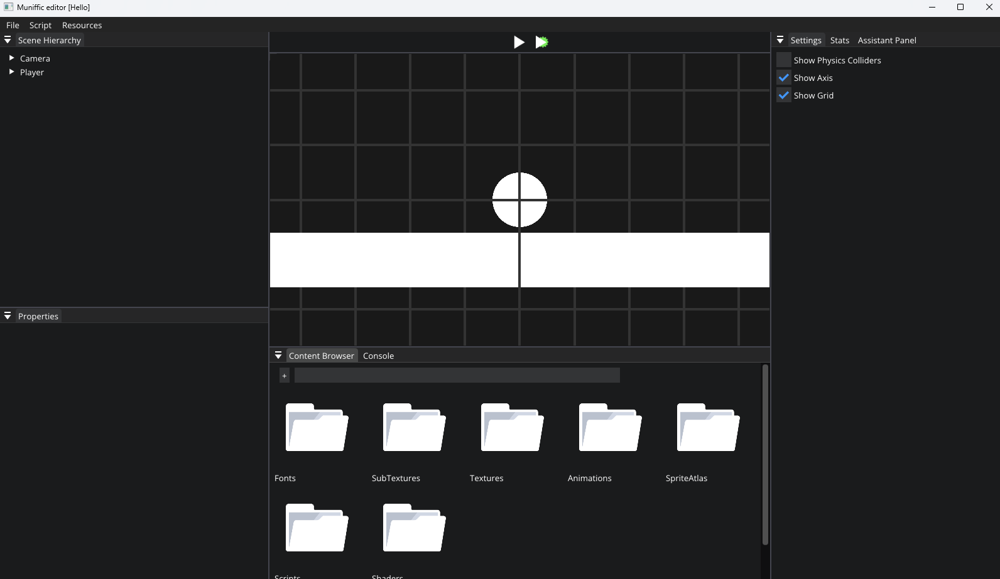 Muniffic editor [Hello]
File Script Resources
Scene Hierarchy
Camera
Player
Properties
Settings Stats Assistant Panel
Show Physics Colliders
Show Axis
Show Grid
Content Browser Console
+
Fonts SubTextures Textures Animations SpriteAtlas
Scripts Shaders